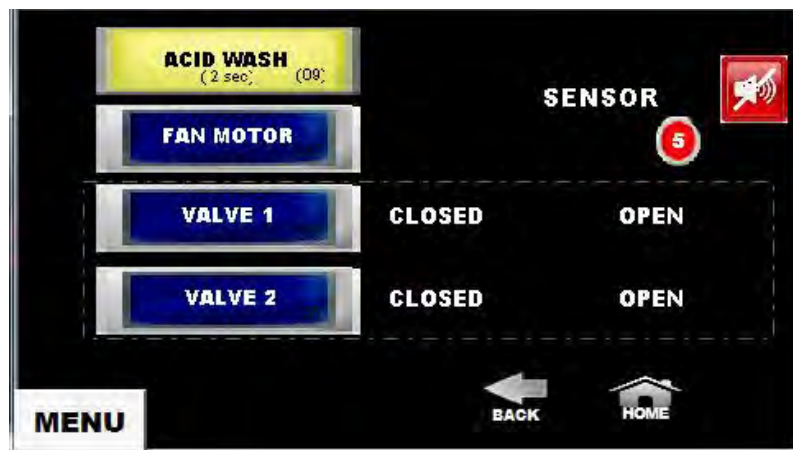 ACID WASH
(2 sec) (09)
SENSOR
FAN MOTOR
5
VALVE 1 CLOSED OPEN
VALVE 2 CLOSED OPEN
BACK HOME
MENU